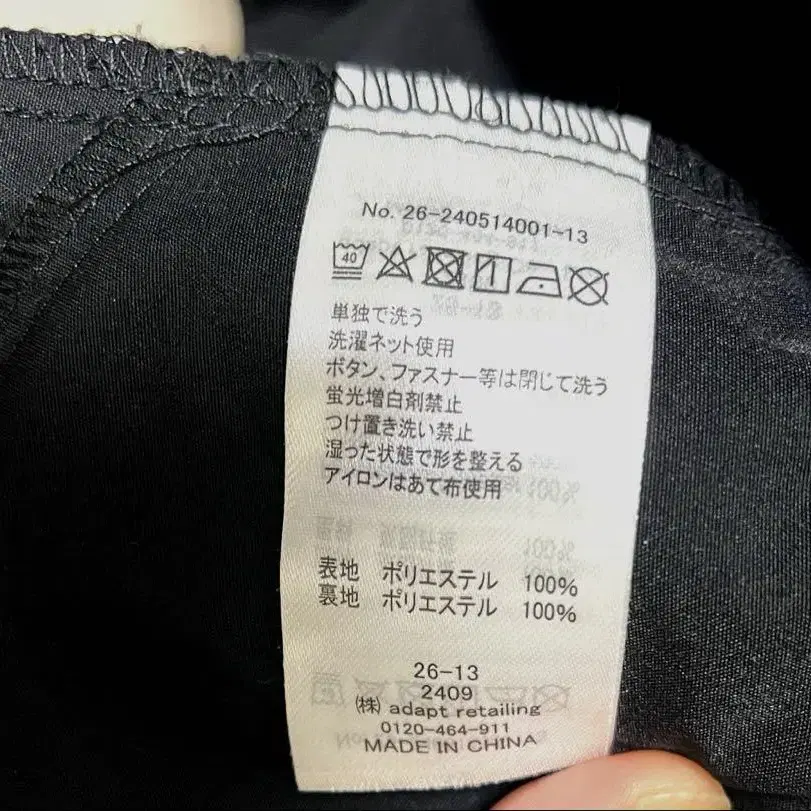 No. 26-240514001-13
40
単独で洗う
洗濯ネット使用
ボタン、ファスナー等は閉じて洗う
蛍光増白剤禁止
つけ置き洗い禁止
湿った状態で形を整える
アイロンはあて布使用
表地 ポリエステル 100%
裏地 ポリエステル 100%
26-13
2409
㈱ adapt retailing
0120-464-911
MADE IN CHINA